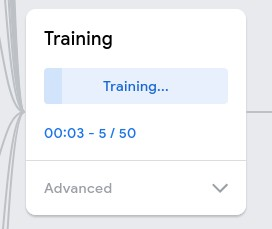 Training
Training...
00:03 - 5 / 50
Advanced